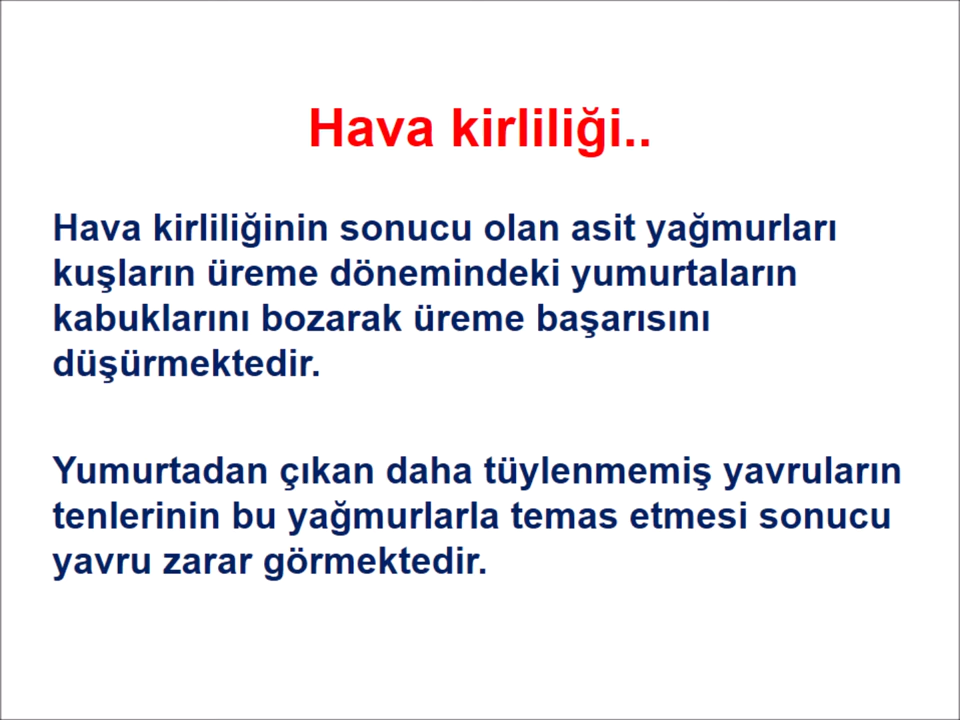 Hava kirliliği..
Hava kirliliğinin sonucu olan asit yağmurları
kuşların üreme dönemindeki yumurtaların
kabuklarını bozarak üreme başarısını
düşürmektedir.
Yumurtadan çıkan daha tüylenmemiş yavruların
tenlerinin bu yağmurlarla temas etmesi sonucu
yavru zarar görmektedir.